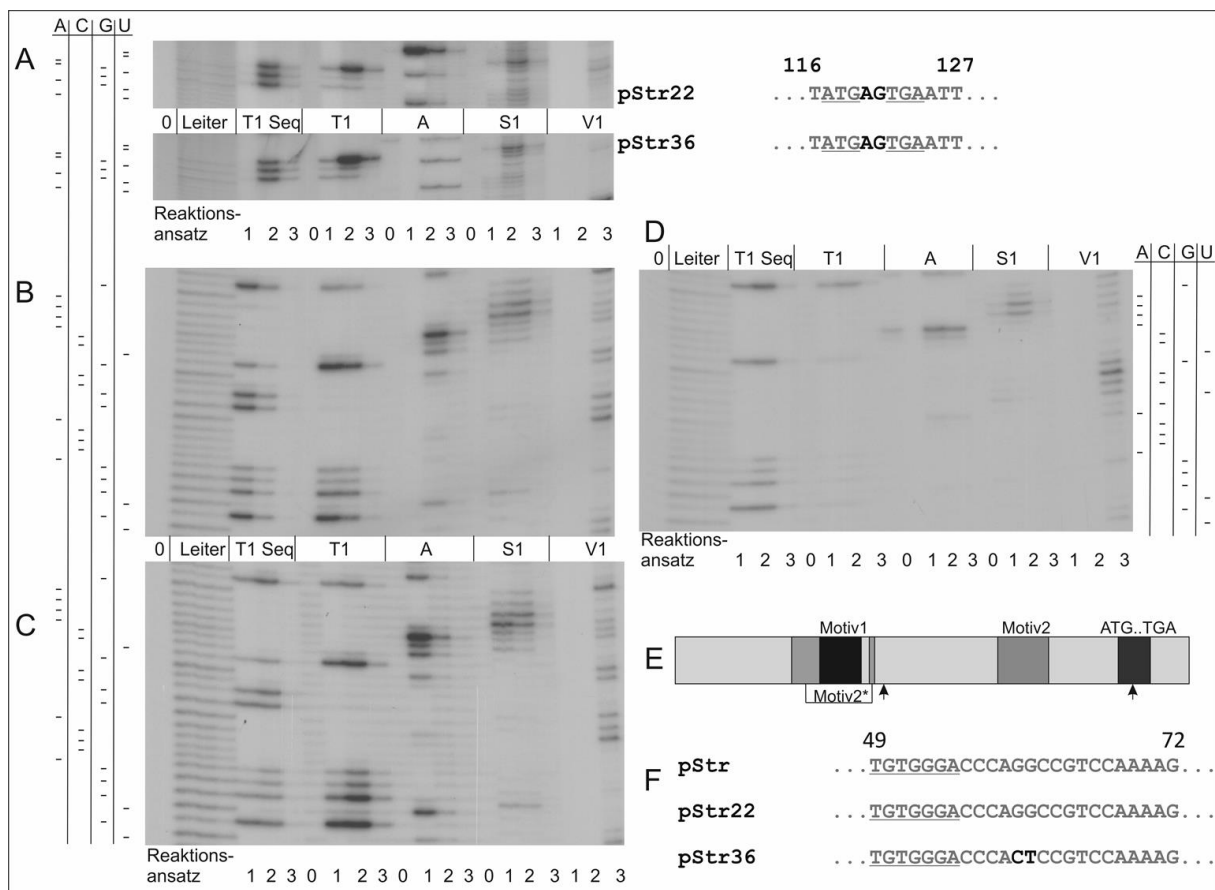 A C G U
A
116 127
pStr22 ...TATGAGTGAATT...
0 Leiter T1 Seq T1 A S1 V1
pStr36 ...TATGAGTGAATT...
Reaktions-
ansatz 1 2 3 0 1 2 3 0 1 2 3 0 1 2 3 1 2 3
D
0 Leiter T1 Seq T1 A S1 V1 A C G U
B
0 Leiter T1 Seq T1 A S1 V1
Reaktions-
ansatz 1 2 3 0 1 2 3 0 1 2 3 0 1 2 3 1 2 3
C
Motiv1 Motiv2 ATG..TGA
E
Motiv2*
49 72
pStr ...TGTGGGACCCAGGCCGTCCAAAAG...
F
pStr22 ...TGTGGGACCCAGGCCGTCCAAAAG...
pStr36 ...TGTGGGACCCACTCCGTCCAAAAG...
Reaktions-
ansatz 1 2 3 0 1 2 3 0 1 2 3 0 1 2 3 1 2 3